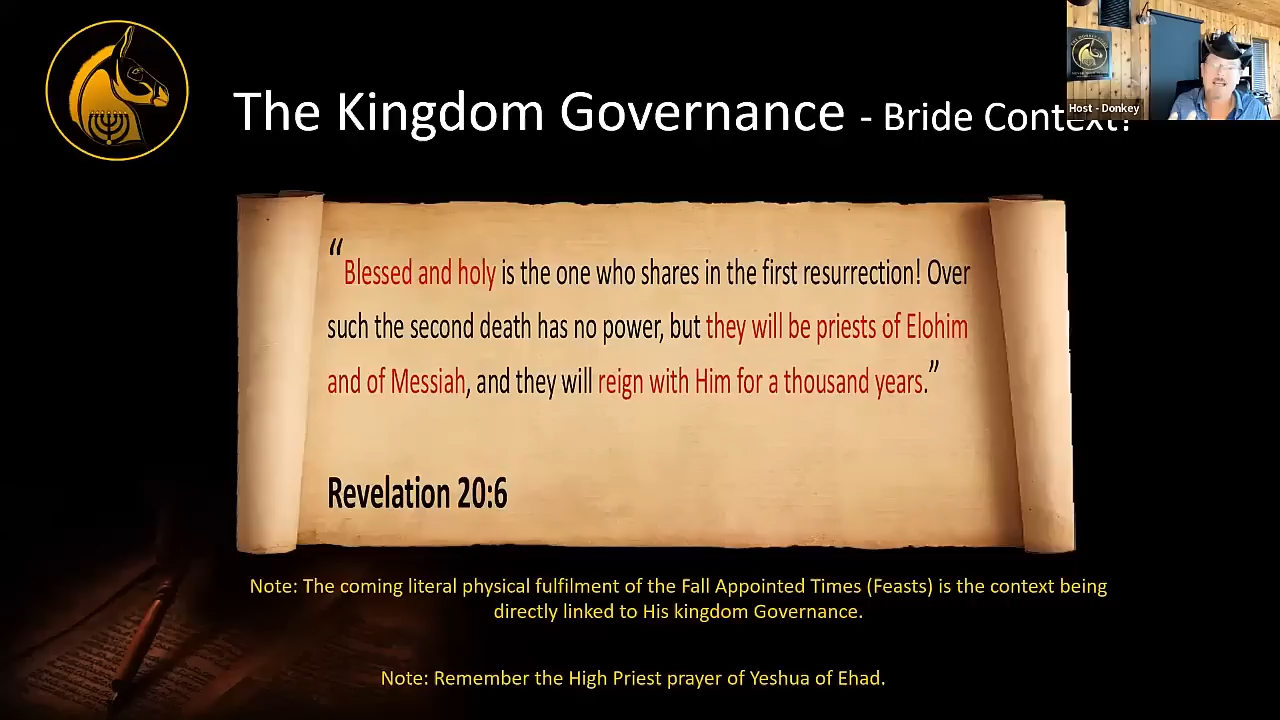 The Kingdom Governance - Bride Context!
Host - Donkey
“Blessed and holy is the one who shares in the first resurrection! Over
such the second death has no power, but they will be priests of Elohim
and of Messiah, and they will reign with Him for a thousand years.”
Revelation 20:6
Note: The coming literal physical fulfilment of the Fall Appointed Times (Feasts) is the context being
directly linked to His kingdom Governance.
Note: Remember the High Priest prayer of Yeshua of Ehad.